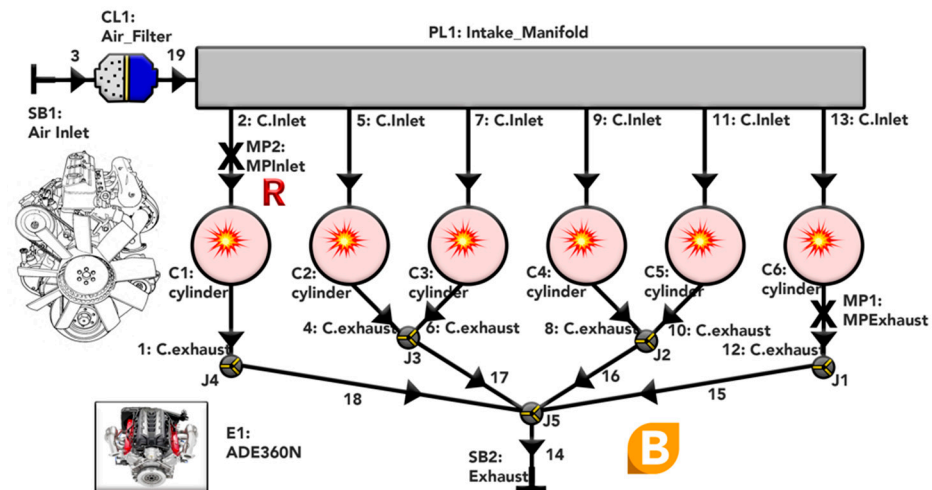 CL1:
Air_Filter
PL1: Intake_Manifold
3
19
SB1:
Air Inlet
2: C.Inlet
5: C.Inlet
7: C.Inlet
9: C.Inlet
11: C.Inlet
13: C.Inlet
MP2:
MPInlet
R
C1:
cylinder
C2:
cylinder
C3:
cylinder
C4:
cylinder
C5:
cylinder
C6:
cylinder
MP1:
MPExhaust
4: C.exhaust
6: C.exhaust
8: C.exhaust
10: C.exhaust
1: C.exhaust
12: C.exhaust
J3
J2
J4
J1
17
16
18
15
J5
E1:
ADE360N
B
14
SB2:
Exhaust